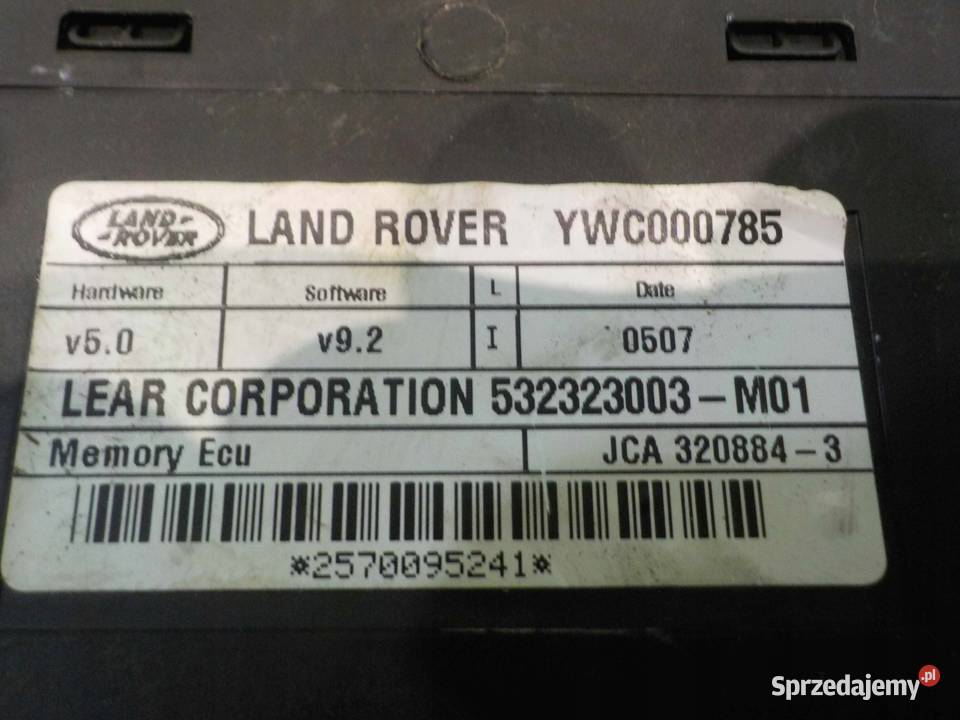 LAND-
-ROVER
LAND ROVER YWC000785
Hardware Software L Date
v5.0 v9.2 I 0507
LEAR CORPORATION 532323003-M01
Memory Ecu JCA 320884-3
*2570095241*
Sprzedajemy.pl